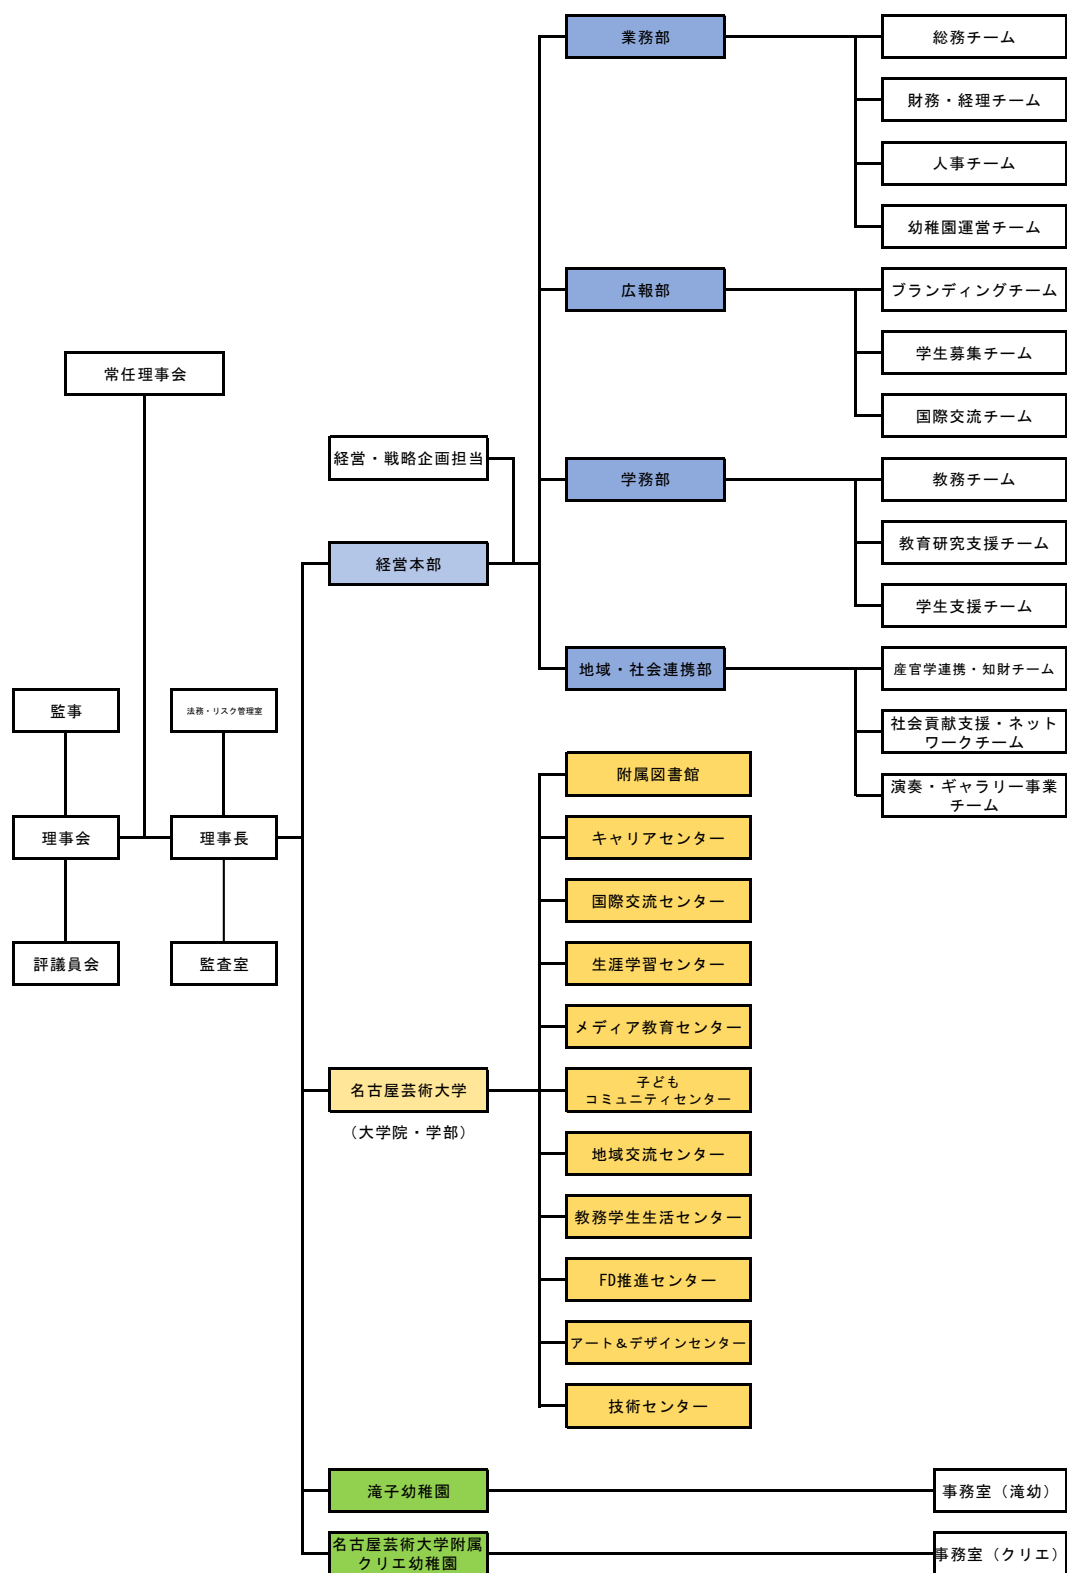 常任理事会
監事
理事会
評議員会
法務・リスク管理室
理事長
監査室
経営・戦略企画担当
経営本部
業務部
総務チーム
財務・経理チーム
人事チーム
幼稚園運営チーム
広報部
ブランディングチーム
学生募集チーム
国際交流チーム
学務部
教務チーム
教育研究支援チーム
学生支援チーム
地域・社会連携部
産官学連携・知財チーム
社会貢献支援・ネット
ワークチーム
演奏・ギャラリー事業
チーム
名古屋芸術大学
（大学院・学部）
附属図書館
キャリアセンター
国際交流センター
生涯学習センター
メディア教育センター
子ども
コミュニティセンター
地域交流センター
教務学生生活センター
FD推進センター
アート＆デザインセンター
技術センター
滝子幼稚園
事務室（滝幼）
名古屋芸術大学附属
クリエ幼稚園
事務室（クリエ）